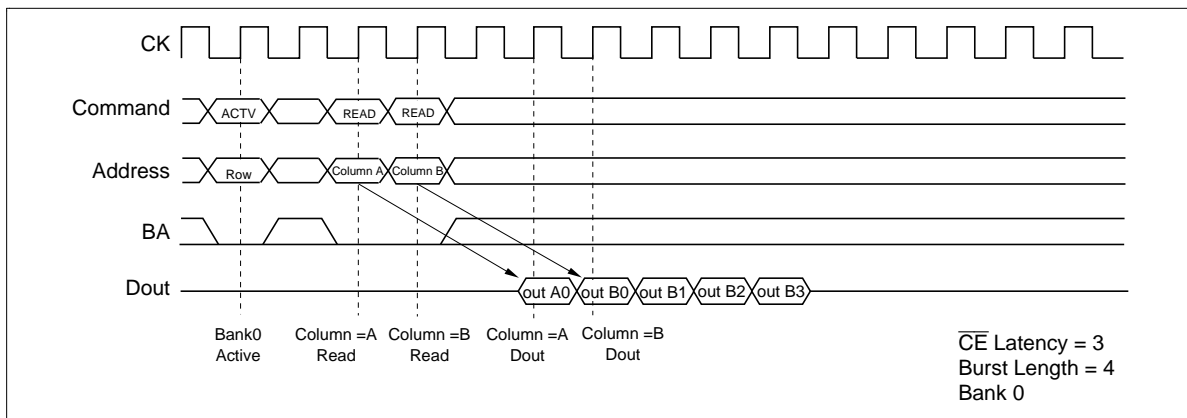 CK
Command
ACTV
READ
READ
Address
Row
Column A
Column B
BA
Dout
out A0
out B0
out B1
out B2
out B3
Bank0
Active
Column =A
Read
Column =B
Read
Column =A
Dout
Column =B
Dout
CE Latency = 3
Burst Length = 4
Bank 0